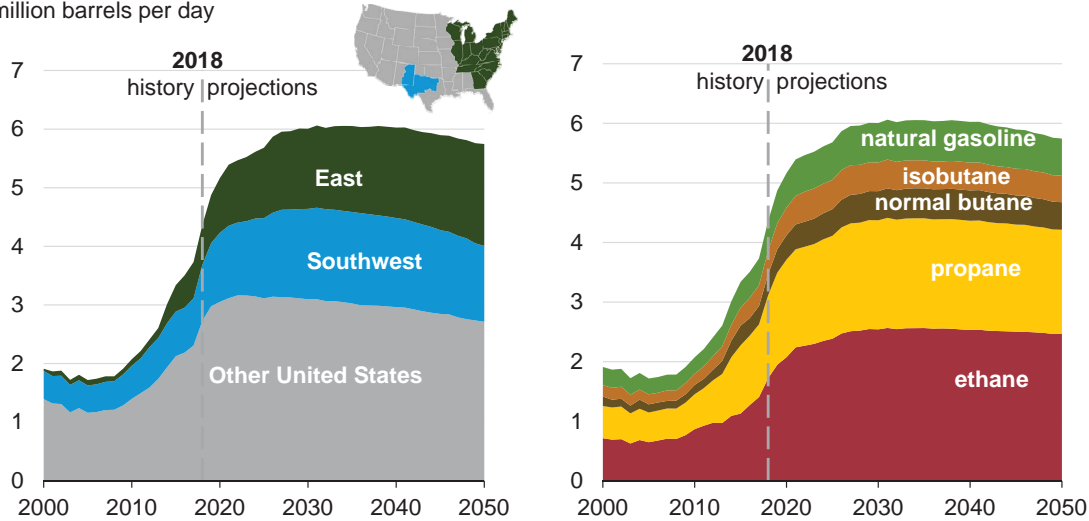 million barrels per day
2018
history projections
7
6
5
4
3
2
1
0
East
Southwest
Other United States
2000 2010 2020 2030 2040 2050
2018
history projections
7
6
5
4
3
2
1
0
natural gasoline
isobutane
normal butane
propane
ethane
2000 2010 2020 2030 2040 2050